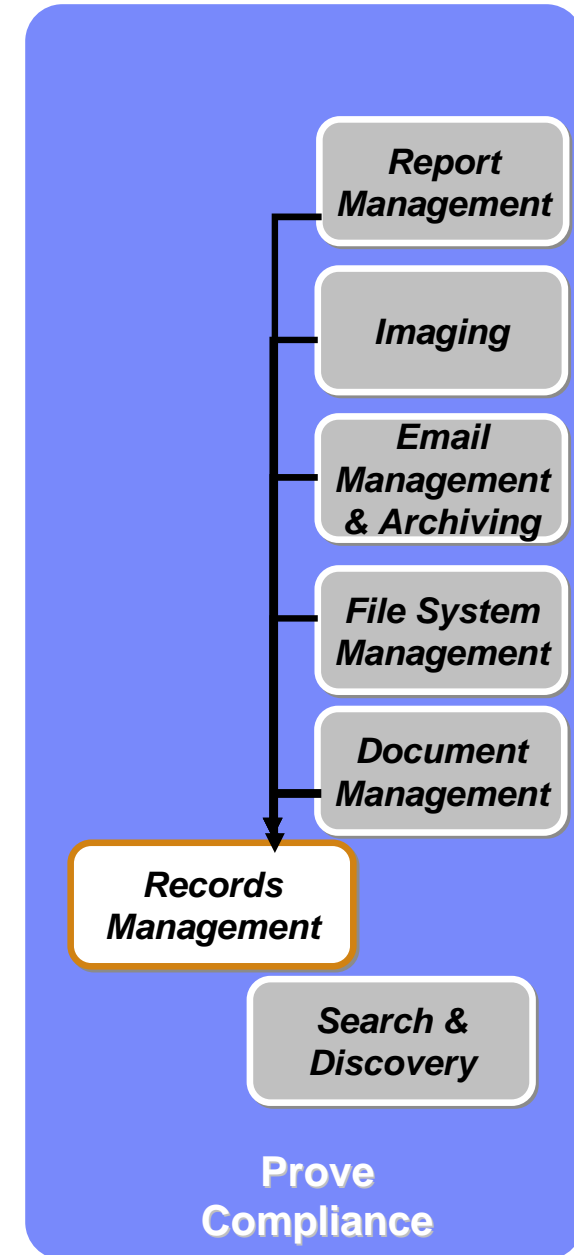 Report
Management
Imaging
Email
Management
& Archiving
File System
Management
Document
Management
Records
Management
Search &
Discovery
Prove
Compliance